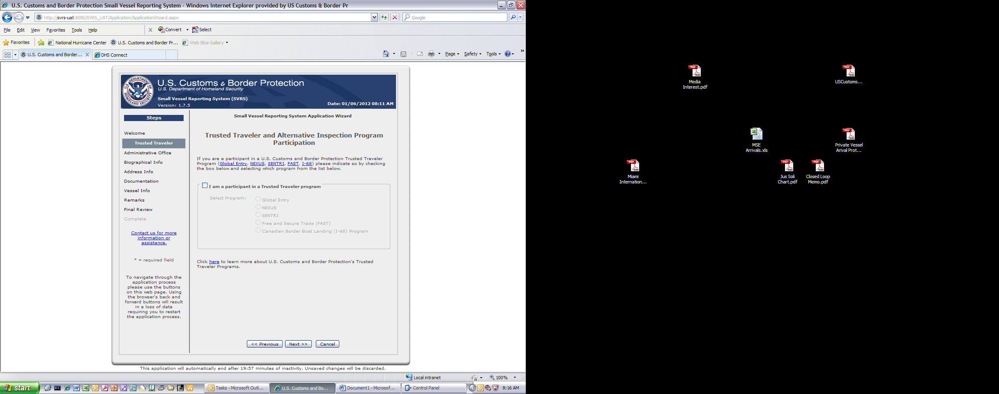 U.S. Customs and Border Protection Small Vessel Reporting System - Windows Internet Explorer provided by US Customs & Border Pr
http://svrs-uat:8080/SVRS_UAT/Application/ApplicationWizard.aspx
Google
File Edit View Favorites Tools Help
x Convert Select
Favorites National Hurricane Center U.S. Customs and Border Pr... Web Slice Gallery
U.S. Customs and Border... X DHS Connect
Page Safety Tools
U.S. Customs & Border Protection
U.S. Department of Homeland Security
Small Vessel Reporting System (SVRS)
Version: 1.7.5
Date: 01/06/2012 08:11 AM
U.S. DEPARTMENT OF HOMELAND SECURITY
Steps
Welcome
Trusted Traveler
Administrative Office
Biographical Info
Address Info
Documentation
Vessel Info
Remarks
Final Review
Complete
Contact us for more
information or
assistance.
* = required field
To navigate through the
application process
please use the buttons
on this web page. Using
the browser's back and
forward buttons will result
in a loss of data
requiring you to restart
the application process.
Small Vessel Reporting System Application Wizard
Trusted Traveler and Alternative Inspection Program
Participation
If you are a participant in a U.S. Customs and Border Protection Trusted Traveler
Program (Global Entry, NEXUS, SENTRI, FAST, I-68) please indicate so by checking
the box below and selecting which program from the list below.
I am a participant in a Trusted Traveler program
Select Program:
Global Entry
NEXUS
SENTRI
Free and Secure Trade (FAST)
Canadian Border Boat Landing (I-68) Program
Click here to learn more about U.S. Customs and Border Protection's Trusted
Traveler Programs.
<< Previous Next >> Cancel
This application will automatically end after 19:57 minutes of inactivity. Unsaved changes will be discarded.
Local intranet 100%
start Tasks - Microsoft Outl... U.S. Customs and Bo... Document1 - Microsof... Control Panel 8:16 AM
Media
Interest.pdf
USCustoms...
MSE
Arrivals.xls
Private Vessel
Arival Prot...
Miami
Internation...
Jus Soli
Chart.pdf
Closed Loop
Memo.pdf